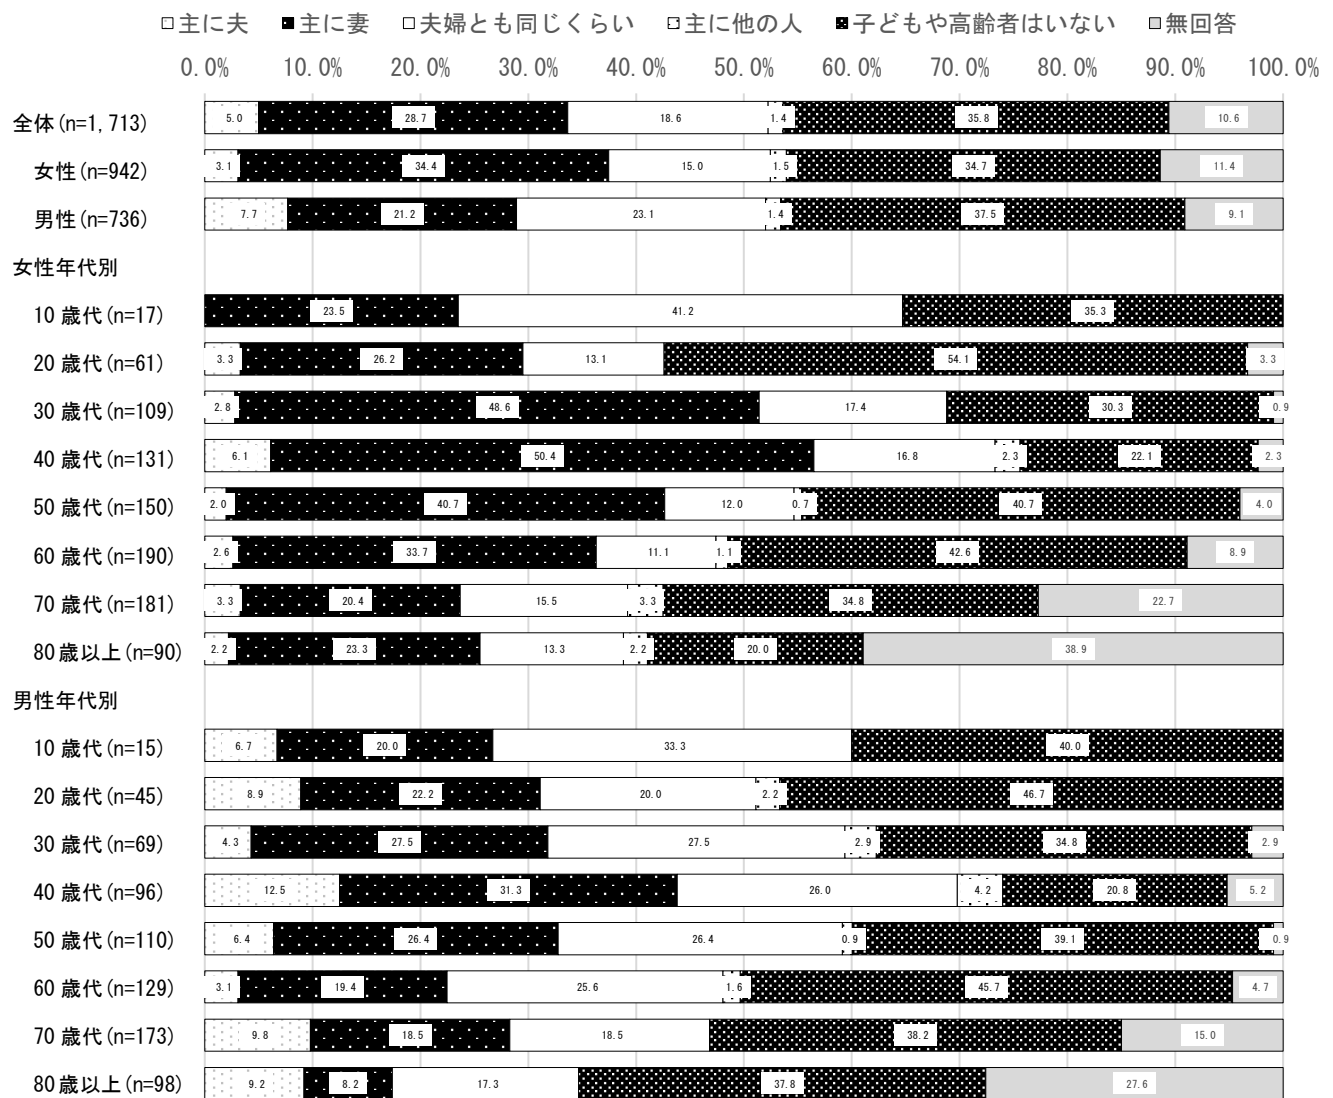 主に夫 主に妻 夫婦とも同じくらい 主に他の人 子どもや高齢者はいない 無回答
0.0% 10.0% 20.0% 30.0% 40.0% 50.0% 60.0% 70.0% 80.0% 90.0% 100.0%
全体(n=1,713) 5.0 28.7 18.6 1.4 35.8 10.6
女性(n=942) 3.1 34.4 15.0 1.5 34.7 11.4
男性(n=736) 7.7 21.2 23.1 1.4 37.5 9.1
女性年代別
10歳代(n=17) 23.5 41.2 35.3
20歳代(n=61) 3.3 26.2 13.1 54.1 3.3
30歳代(n=109) 2.8 48.6 17.4 30.3 0.9
40歳代(n=131) 6.1 50.4 16.8 2.3 22.1 2.3
50歳代(n=150) 2.0 40.7 12.0 0.7 40.7 4.0
60歳代(n=190) 2.6 33.7 11.1 1.1 42.6 8.9
70歳代(n=181) 3.3 20.4 15.5 3.3 34.8 22.7
80歳以上(n=90) 2.2 23.3 13.3 2.2 20.0 38.9
男性年代別
10歳代(n=15) 6.7 20.0 33.3 40.0
20歳代(n=45) 8.9 22.2 20.0 2.2 46.7
30歳代(n=69) 4.3 27.5 27.5 2.9 34.8 2.9
40歳代(n=96) 12.5 31.3 26.0 4.2 20.8 5.2
50歳代(n=110) 6.4 26.4 26.4 0.9 39.1 0.9
60歳代(n=129) 3.1 19.4 25.6 1.6 45.7 4.7
70歳代(n=173) 9.8 18.5 18.5 38.2 15.0
80歳以上(n=98) 9.2 8.2 17.3 37.8 27.6